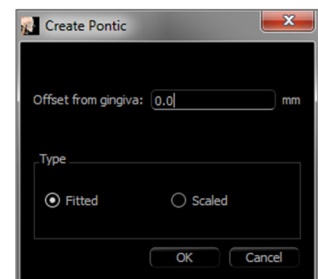 Create Pontic
Offset from gingiva: 0.0 mm
Type
Fitted Scaled
OK Cancel